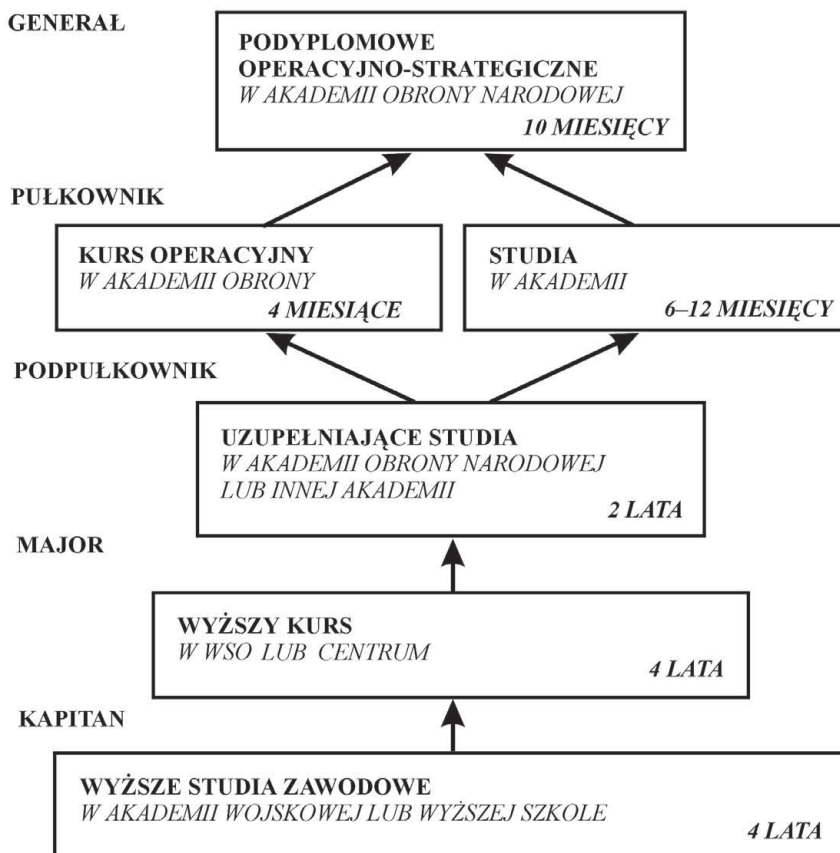 GENERAŁ
PODYPLOMOWE
OPERACYJNO-STRATEGICZNE
W AKADEMII OBRONY NARODOWEJ
10 MIESIĘCY
PUŁKOWNIK
KURS OPERACYJNY
W AKADEMII OBRONY
4 MIESIĄCE
STUDIA
W AKADEMII
6–12 MIESIĘCY
PODPUŁKOWNIK
UZUPEŁNIAJĄCE STUDIA
W AKADEMII OBRONY NARODOWEJ
LUB INNEJ AKADEMII
2 LATA
MAJOR
WYŻSZY KURS
W WSO LUB CENTRUM
4 LATA
KAPITAN
WYŻSZE STUDIA ZAWODOWE
W AKADEMII WOJSKOWEJ LUB WYŻSZEJ SZKOLE
4 LATA